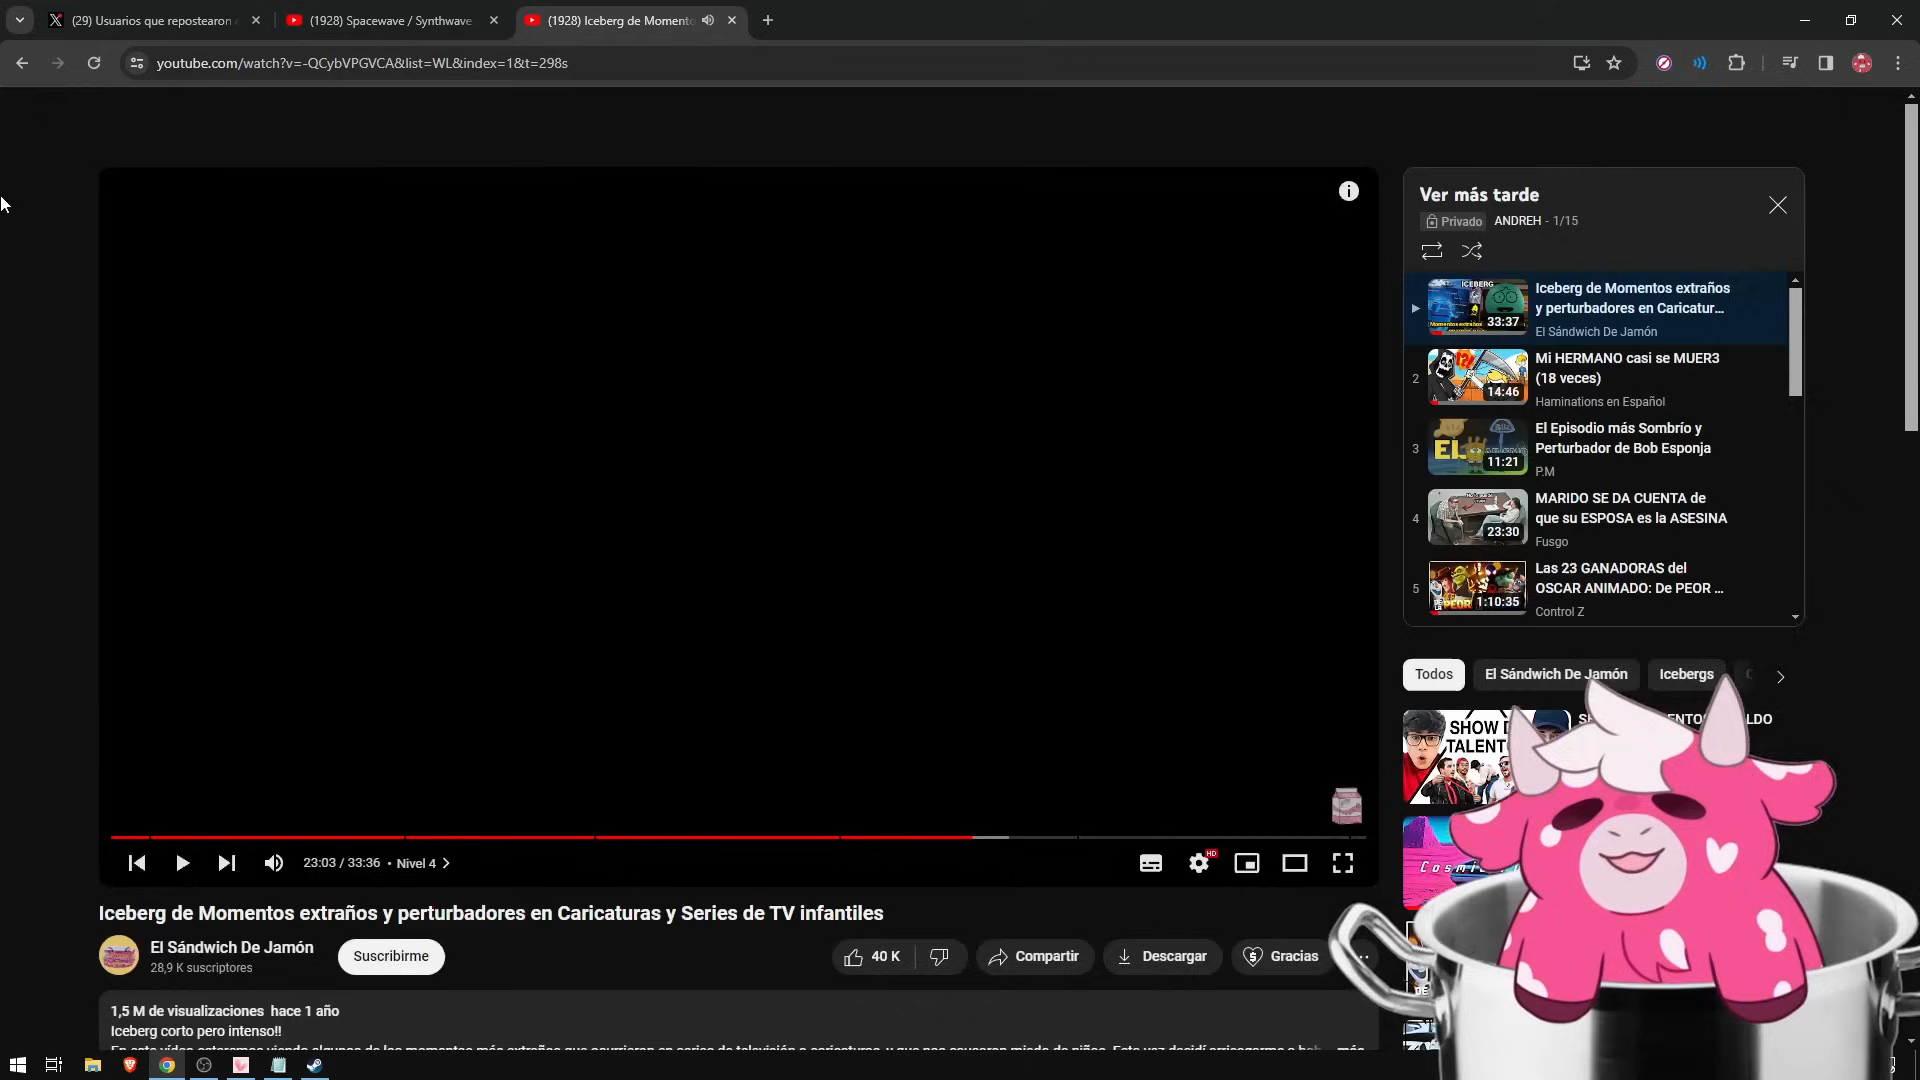 (29) Usuarios que repostearon
(1928) Spacewave / Synthwave
(1928) Iceberg de Momento
youtube.com/watch?v=-QCybVPGVCA&list=WL&index=1&t=298s
Ver más tarde
Privado ANDREH - 1/15
ICEBERG
33:37
Iceberg de Momentos extraños
y perturbadores en Caricatur...
El Sándwich De Jamón
2
14:46
Mi HERMANO casi se MUER3
(18 veces)
Haminations en Español
3
EL
11:21
El Episodio más Sombrío y
Perturbador de Bob Esponja
P.M
4
23:30
MARIDO SE DA CUENTA de
que su ESPOSA es la ASESINA
Fusgo
5
PEOR
1:10:35
Las 23 GANADORAS del
OSCAR ANIMADO: De PEOR ...
Control Z
Todos
El Sándwich De Jamón
Icebergs
SHOW D
TALENT
23:03 / 33:36 • Nivel 4
HD
Iceberg de Momentos extraños y perturbadores en Caricaturas y Series de TV infantiles
El Sándwich De Jamón
28,9 K suscriptores
Suscribirme
40 K
Compartir
Descargar
Gracias
1,5 M de visualizaciones hace 1 año
Iceberg corto pero intenso!!